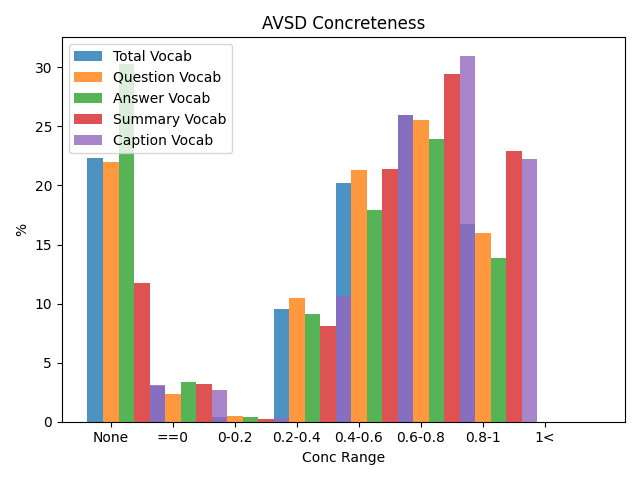 AVSD Concreteness
Total Vocab
Question Vocab
Answer Vocab
Summary Vocab
Caption Vocab
30
25
20
15
10
5
0
%
None
==0
0-0.2
0.2-0.4
0.4-0.6
0.6-0.8
0.8-1
1<
Conc Range